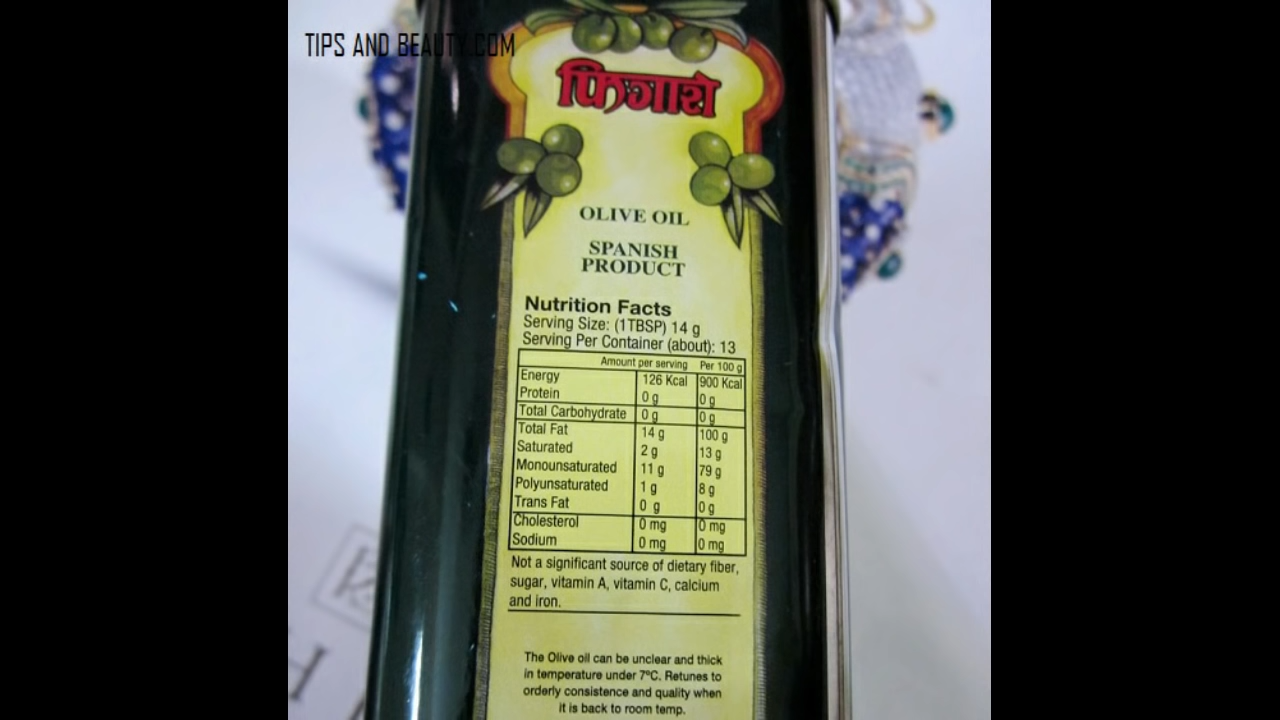 TIPS AND BEAUTY.COM
फिगारो
OLIVE OIL
SPANISH
PRODUCT
Nutrition Facts
Serving Size: (1TBSP) 14 g
Serving Per Container (about): 13
Amount per serving Per 100 g
Energy 126 Kcal 900 Kcal
Protein 0 g 0 g
Total Carbohydrate 0 g 0 g
Total Fat 14 g 100 g
Saturated 2 g 13 g
Monounsaturated 11 g 79 g
Polyunsaturated 1 g 8 g
Trans Fat 0 g 0 g
Cholesterol 0 mg 0 mg
Sodium 0 mg 0 mg
Not a significant source of dietary fiber,
sugar, vitamin A, vitamin C, calcium
and iron.
The Olive oil can be unclear and thick
in temperature under 7ºC. Retunes to
orderly consistence and quality when
it is back to room temp.